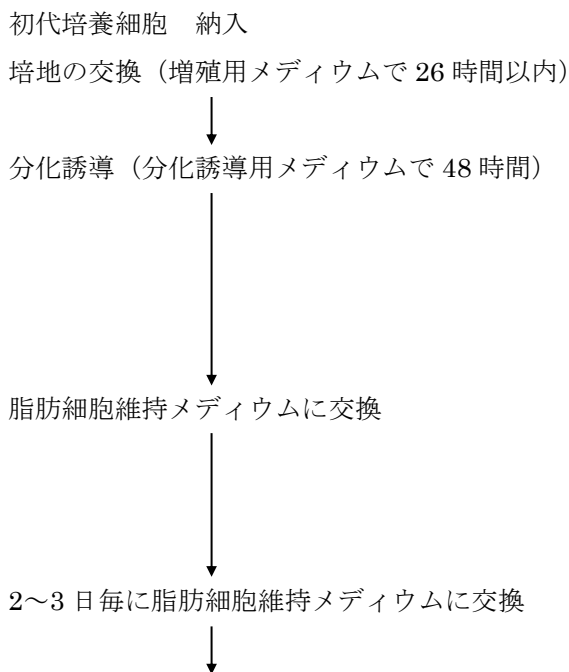 初代培養細胞　納入
培地の交換（増殖用メディウムで 26 時間以内）
分化誘導（分化誘導用メディウムで 48 時間）
脂肪細胞維持メディウムに交換
2～3 日毎に脂肪細胞維持メディウムに交換